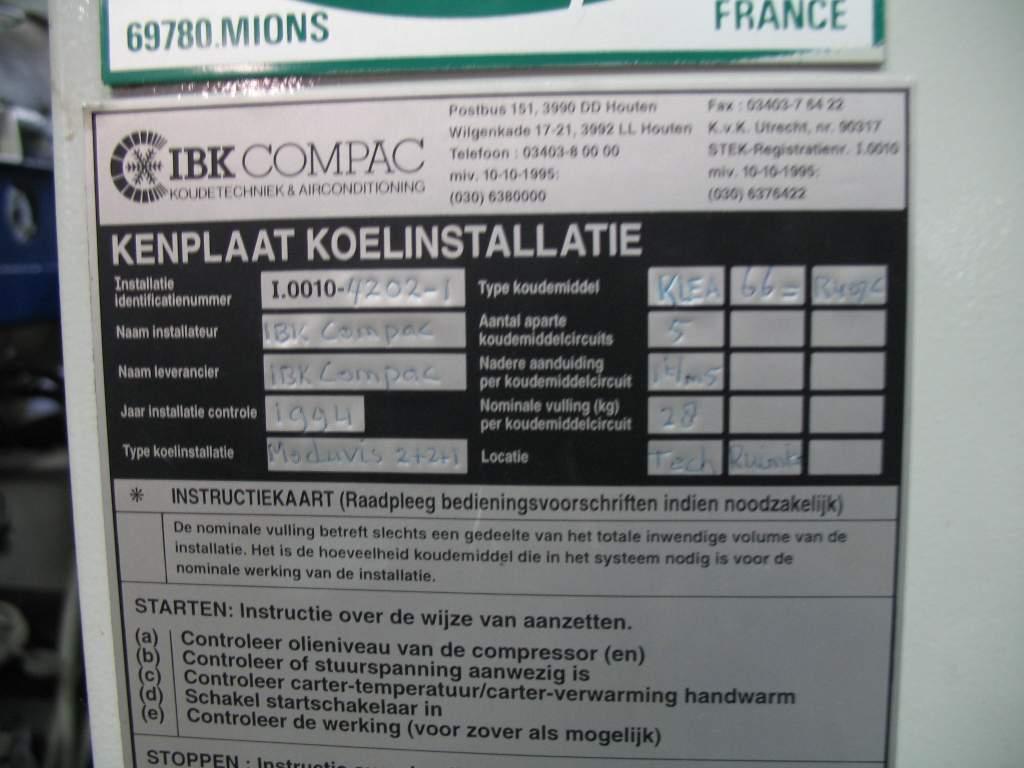 69780.MIONS
FRANCE
IBK COMPAC
KOUDETECHNIEK & AIRCONDITIONING
Postbus 151, 3990 DD Houten
Wilgenkade 17-21, 3992 LL Houten
Telefoon : 03403-8 00 00
miv. 10-10-1995:
(030) 6380000
Fax : 03403-7 64 22
K.v.K. Utrecht, nr. 90317
STEK-Registratienr. I.0010
miv. 10-10-1995:
(030) 6376422
KENPLAAT KOELINSTALLATIE
Installatie
identificatienummer
I.0010-4202-1
Naam installateur
IBK Compac
Naam leverancier
IBK Compac
Jaar installatie controle
1994
Type koelinstallatie
Moduvis 2+2+1
Type koudemiddel
KLEA 66 = R407C
Aantal aparte
koudemiddelcircuits
5
Nadere aanduiding
per koudemiddelcircuit
Nominale vulling (kg)
per koudemiddelcircuit
28
Locatie
Tech Ruimte
* INSTRUCTIEKAART (Raadpleeg bedieningsvoorschriften indien noodzakelijk)
De nominale vulling betreft slechts een gedeelte van het totale inwendige volume van de
installatie. Het is de hoeveelheid koudemiddel die in het systeem nodig is voor de
nominale werking van de installatie.
STARTEN: Instructie over de wijze van aanzetten.
(a) Controleer olieniveau van de compressor (en)
(b) Controleer of stuurspanning aanwezig is
(c) Controleer carter-temperatuur/carter-verwarming handwarm
(d) Schakel startschakelaar in
(e) Controleer de werking (voor zover als mogelijk)
STOPPEN : Instructie